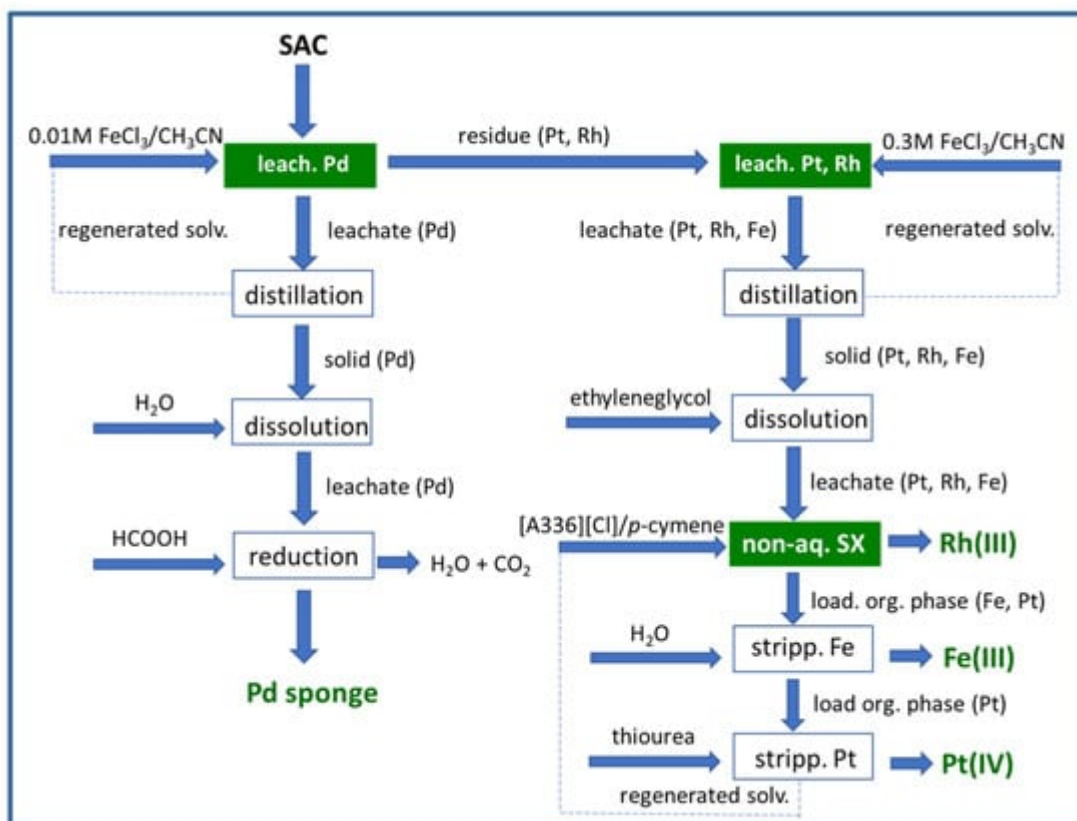 SAC
0.01M FeCl₃/CH₃CN
residue (Pt, Rh)
0.3M FeCl₃/CH₃CN
leach. Pd
leach. Pt, Rh
regenerated solv.
leachate (Pd)
leachate (Pt, Rh, Fe)
regenerated solv.
distillation
distillation
solid (Pd)
solid (Pt, Rh, Fe)
H₂O
ethyleneglycol
dissolution
dissolution
leachate (Pd)
leachate (Pt, Rh, Fe)
[A336][Cl]/p-cymene
HCOOH
reduction
H₂O + CO₂
non-aq. SX
Rh(III)
load. org. phase (Fe, Pt)
H₂O
stripp. Fe
Fe(III)
Pd sponge
load org. phase (Pt)
thiourea
stripp. Pt
Pt(IV)
regenerated solv.